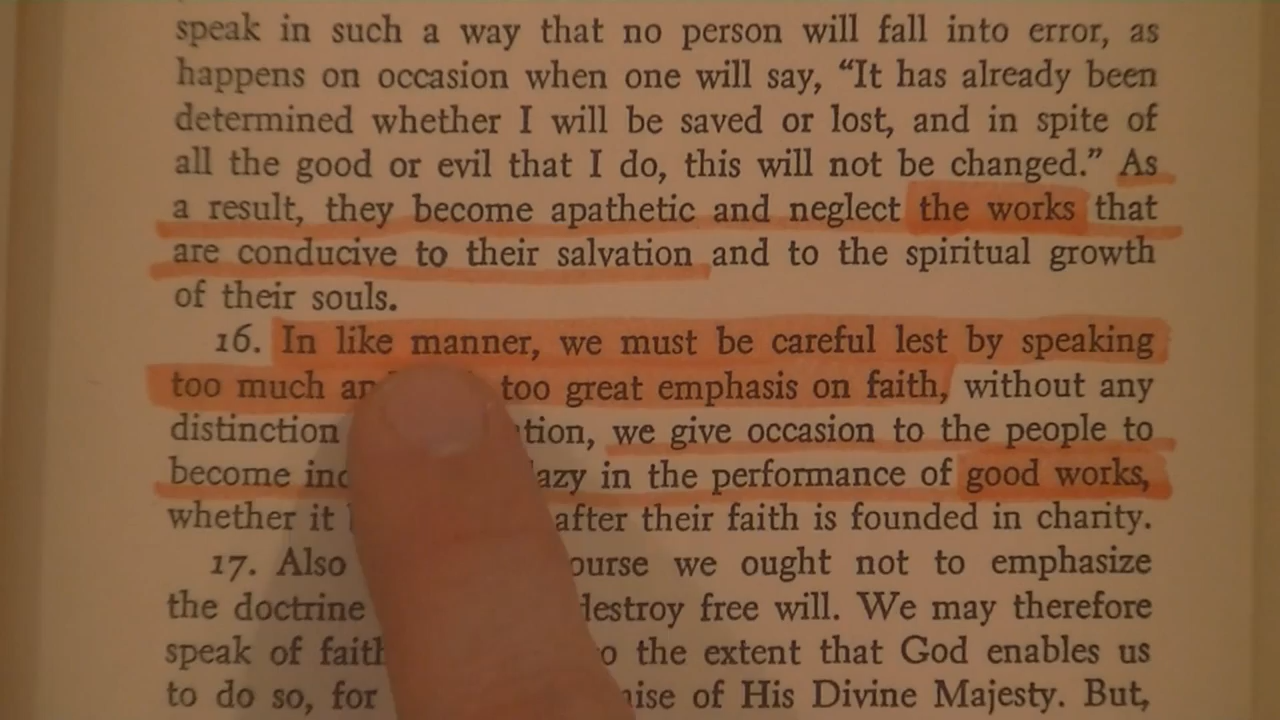 speak in such a way that no person will fall into error, as
happens on occasion when one will say, “It has already been
determined whether I will be saved or lost, and in spite of
all the good or evil that I do, this will not be changed.” As
a result, they become apathetic and neglect the works that
are conducive to their salvation and to the spiritual growth
of their souls.
16. In like manner, we must be careful lest by speaking
too much too great emphasis on faith, without any
distinction we give occasion to the people to
become in the performance of good works,
whether it after their faith is founded in charity.
17. Also we ought not to emphasize
the doctrine free will. We may therefore
speak of the extent that God enables us
to do so, for of His Divine Majesty. But,